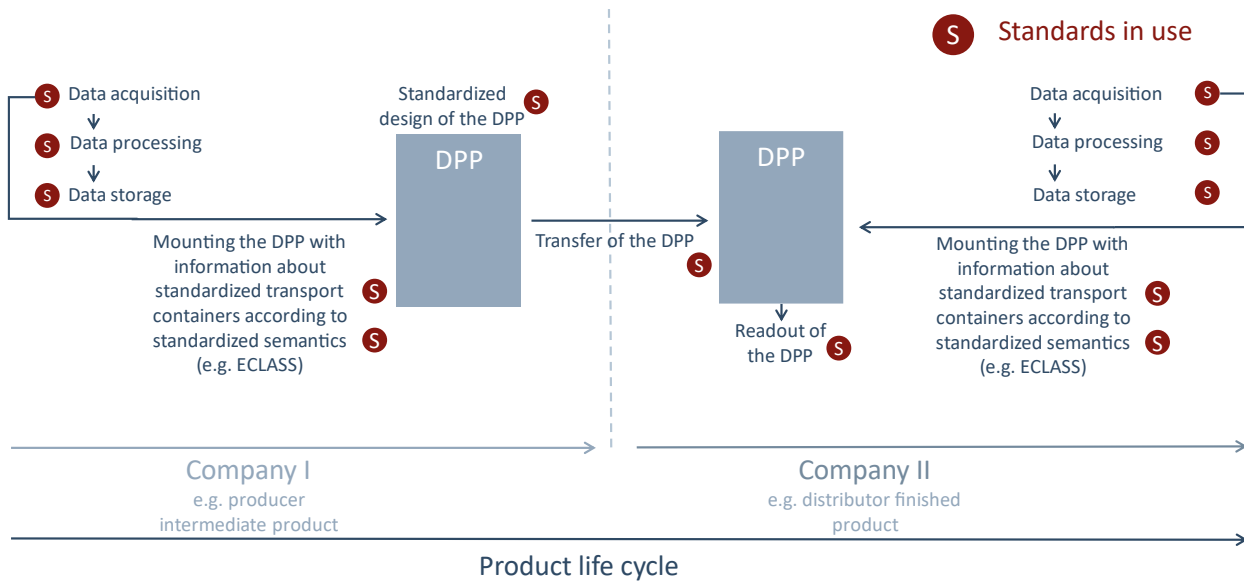 S Standards in use
S Data acquisition
S Data processing
S Data storage
Mounting the DPP with
information about
standardized transport S
containers according to
standardized semantics S
(e.g. ECLASS)
Standardized S
design of the DPP
DPP
Transfer of the DPP
S
DPP
Readout of
the DPP S
Data acquisition S
Data processing S
Data storage S
Mounting the DPP with
information about
standardized transport S
containers according to
standardized semantics S
(e.g. ECLASS)
Company I
e.g. producer
intermediate product
Company II
e.g. distributor finished
product
Product life cycle